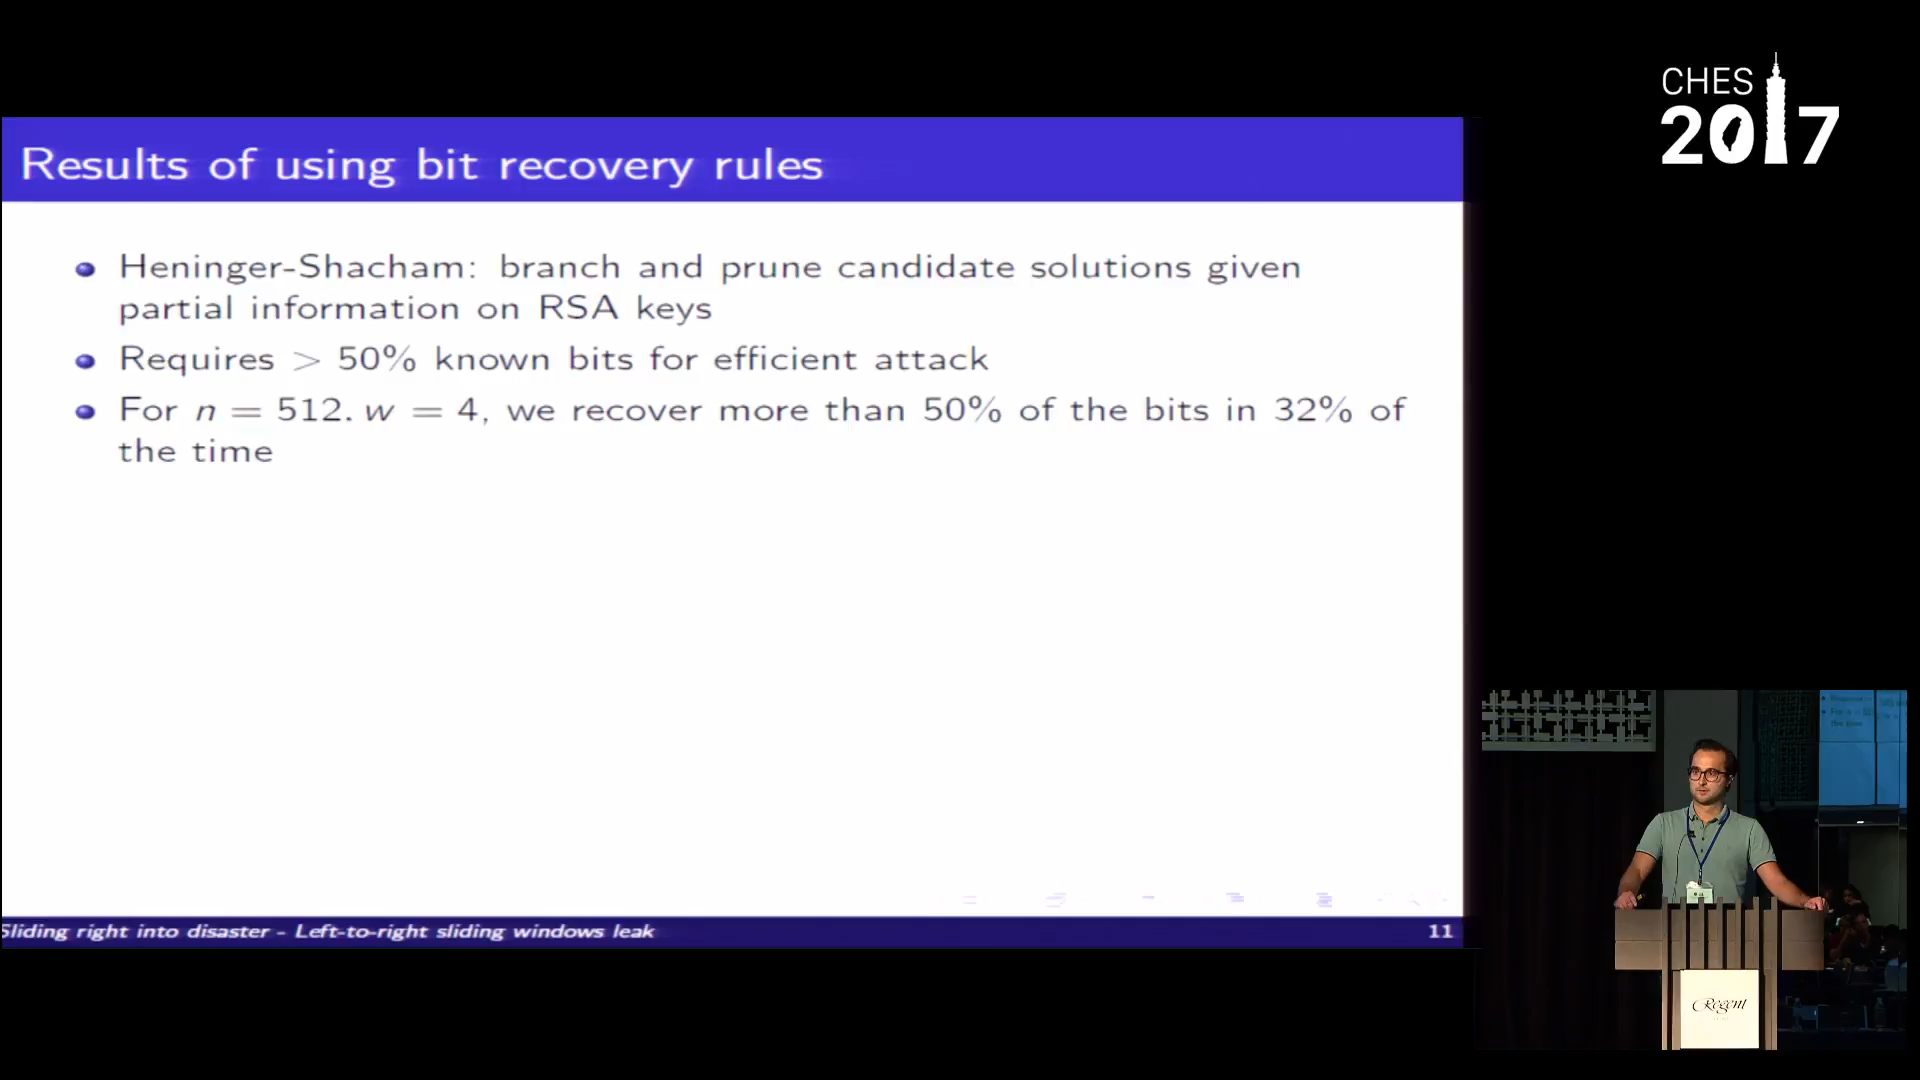 CHES
2017
Results of using bit recovery rules
Heninger-Shacham: branch and prune candidate solutions given
partial information on RSA keys
Requires > 50% known bits for efficient attack
For n = 512. w = 4, we recover more than 50% of the bits in 32% of
the time
Sliding right into disaster - Left-to-right sliding windows leak
11
Regent